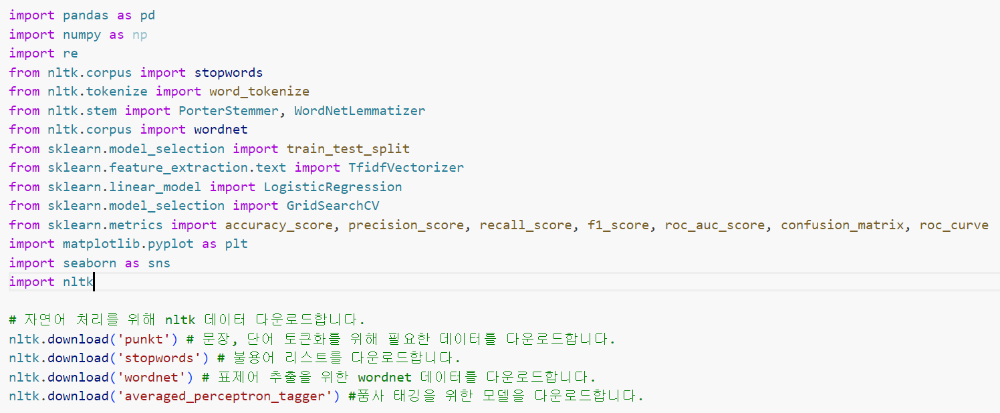 import pandas as pd
import numpy as np
import re
from nltk.corpus import stopwords
from nltk.tokenize import word_tokenize
from nltk.stem import PorterStemmer, WordNetLemmatizer
from nltk.corpus import wordnet
from sklearn.model_selection import train_test_split
from sklearn.feature_extraction.text import TfidfVectorizer
from sklearn.linear_model import LogisticRegression
from sklearn.model_selection import GridSearchCV
from sklearn.metrics import accuracy_score, precision_score, recall_score, f1_score, roc_auc_score, confusion_matrix, roc_curve
import matplotlib.pyplot as plt
import seaborn as sns
import nltk
# 자연어 처리를 위해 nltk 데이터 다운로드합니다.
nltk.download('punkt') # 문장, 단어 토큰화를 위해 필요한 데이터를 다운로드합니다.
nltk.download('stopwords') # 불용어 리스트를 다운로드합니다.
nltk.download('wordnet') # 표제어 추출을 위한 wordnet 데이터를 다운로드합니다.
nltk.download('averaged_perceptron_tagger') #품사 태깅을 위한 모델을 다운로드합니다.